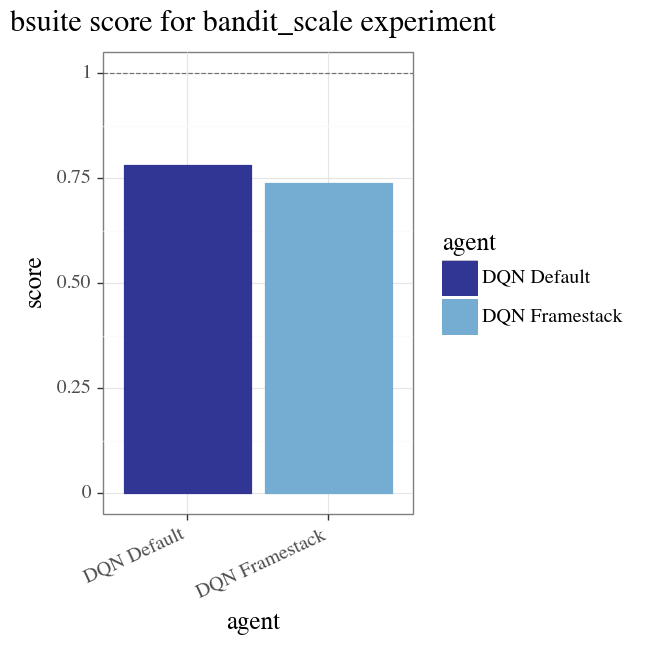 bsuite score for bandit_scale experiment
1
0.75
0.50
0.25
0
score
DQN Default
DQN Framestack
agent
agent
DQN Default
DQN Framestack